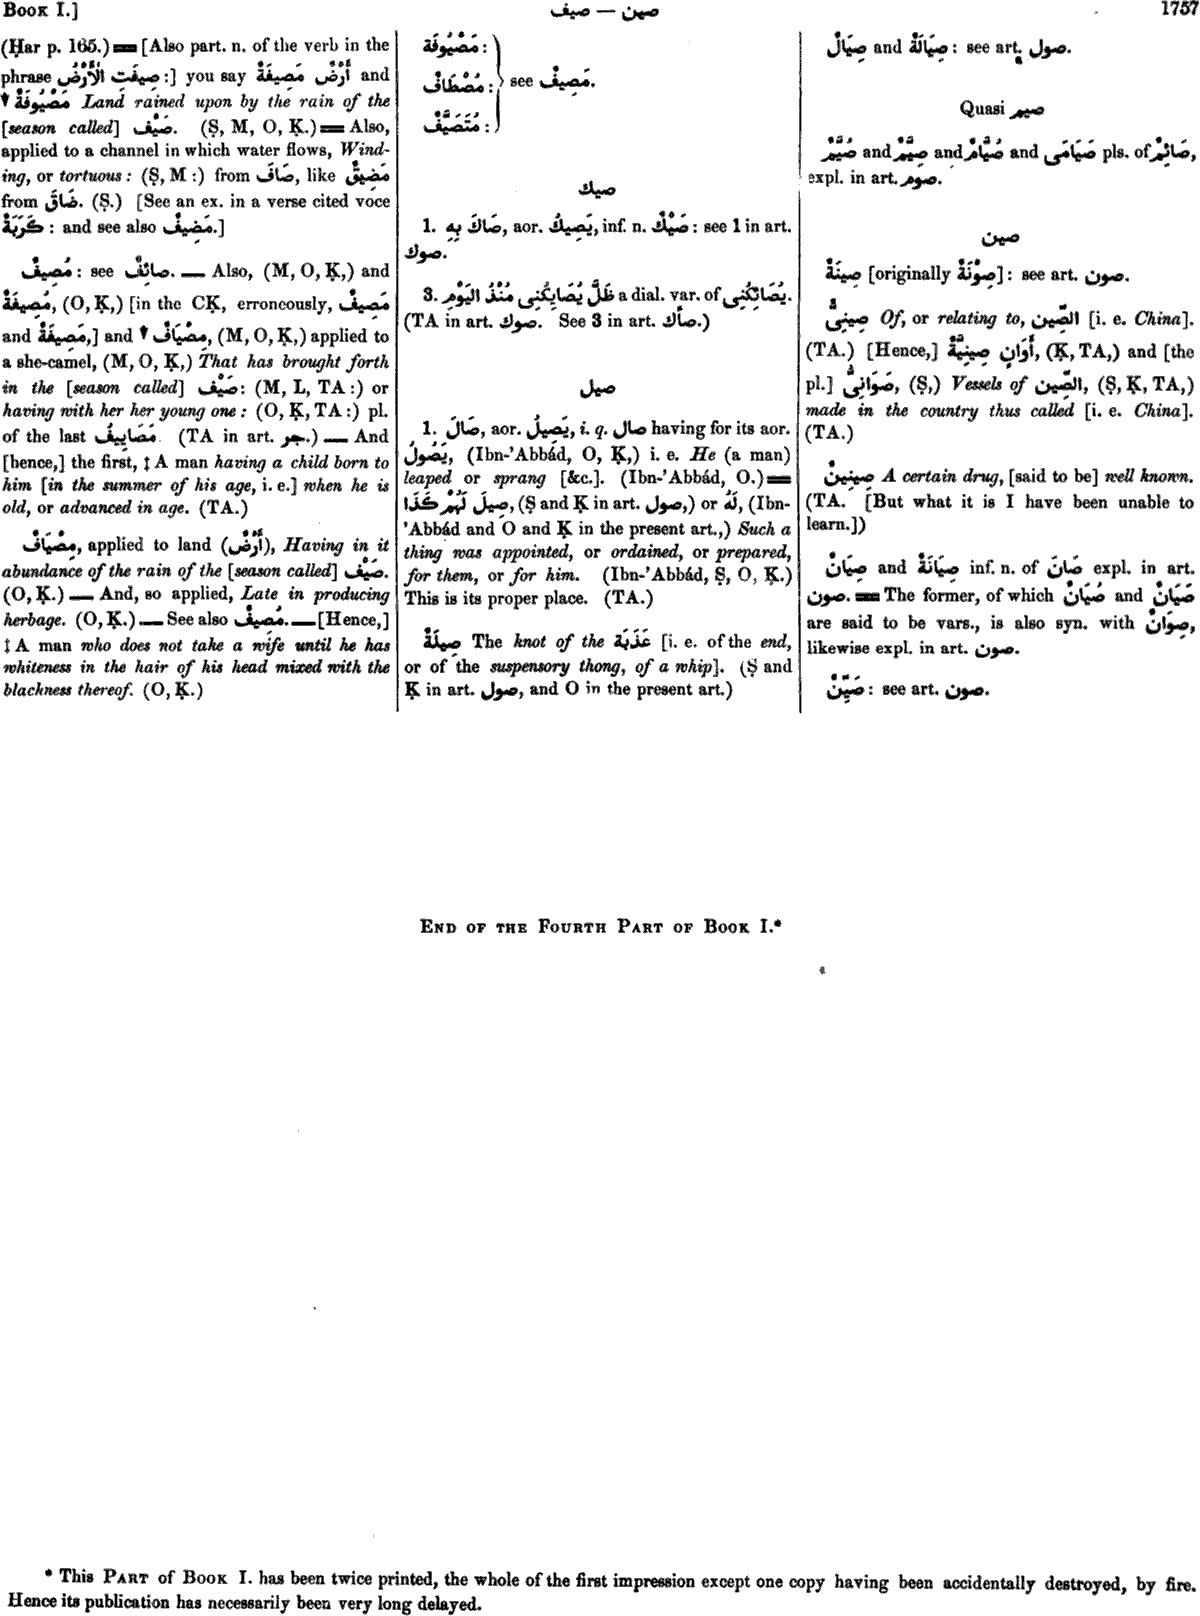 BOOK I.]
صيف — صين
1757
(Ḥar p. 165.) ═ [Also part. n. of the verb in the
phrase صِيفَتِ الأَرْضُ :] you say أَرْضٌ مَصِيفَةٌ and
▼ مَصْيُوفَةٌ Land rained upon by the rain of the
[season called] صَيْف. (Ṣ, M, O, Ḳ.) ═ Also,
applied to a channel in which water flows, Wind-
ing, or tortuous : (Ṣ, M :) from صَافَ, like مَضِيقٌ
from ضَاقَ. (Ṣ.) [See an ex. in a verse cited voce
كَرَبَةٌ : and see also مَضِيفٌ.]
مُصِيفٌ : see صَائِفٌ. — Also, (M, O, Ḳ,) and
مُصِيفَةٌ, (O, Ḳ,) [in the CḲ, erroneously, مَصِيفٌ
and مَصِيفَةٌ,] and ▼ مِصْيَافٌ, (M, O, Ḳ,) applied to
a she-camel, (M, O, Ḳ,) That has brought forth
in the [season called] صَيْف: (M, L, TA :) or
having with her her young one : (O, Ḳ, TA :) pl.
of the last مَصَايِيفُ. (TA in art. جر.) — And
[hence,] the first, ‡ A man having a child born to
him [in the summer of his age, i. e.] when he is
old, or advanced in age. (TA.)
مِصْيَافٌ, applied to land (أَرْضٌ), Having in it
abundance of the rain of the [season called] صَيْف.
(O, Ḳ.) — And, so applied, Late in producing
herbage. (O, Ḳ.) — See also مُصِيفٌ. — [Hence,]
‡ A man who does not take a wife until he has
whiteness in the hair of his head mixed with the
blackness thereof. (O, Ḳ.)
مَصْيُوفَة :
مُصْطَافٌ : see مَصِيفٌ.
مُتَصَيَّفٌ :
صيك
1. صَاكَ بِهِ, aor. يَصِيكُ, inf. n. صَيْكٌ : see 1 in art.
صوك.
3. ظَلَّ يُصَايِكُنِى مُنْذُ اليَوْمِ a dial. var. of يُصَائِكُنِى.
(TA in art. صوك. See 3 in art. صأك.)
صيل
1. صَالَ, aor. يَصِيلُ, i. q. صال having for its aor.
يَصُولُ, (Ibn-'Abbád, O, Ḳ,) i. e. He (a man)
leaped or sprang [&c.]. (Ibn-'Abbád, O.) ═
صِيلَ لَهُمْ كَذَا, (Ṣ and Ḳ in art. صول,) or لَهُ, (Ibn-
'Abbád and O and Ḳ in the present art.,) Such a
thing was appointed, or ordained, or prepared,
for them, or for him. (Ibn-'Abbád, Ṣ, O, Ḳ.)
This is its proper place. (TA.)
صِيلَةٌ The knot of the عَذَبَة [i. e. of the end,
or of the suspensory thong, of a whip]. (Ṣ and
Ḳ in art. صول, and O in the present art.)
صِيَالٌ and صِيَالَةٌ : see art. صول.
Quasi صيم
صُيَّمٌ and صِيَّمٌ and صُيَّامٌ and صَيَامَى pls. of صَائِمٌ,
expl. in art. صوم.
صين
صِينَةٌ [originally صِوْنَةٌ] : see art. صون.
صِينِىٌّ Of, or relating to, الصِّين [i. e. China].
(TA.) [Hence,] أَوَانٍ صِينِيَّةٌ, (Ḳ, TA,) and [the
pl.] صَوَانِىُّ, (Ṣ,) Vessels of الصِّين, (Ṣ, Ḳ, TA,)
made in the country thus called [i. e. China].
(TA.)
صِينِينٌ A certain drug, [said to be] well known.
(TA. [But what it is I have been unable to
learn.])
صِيَانٌ and صِيَانَةٌ inf. n. of صَانَ expl. in art.
صون. ═ The former, of which صُيَانٌ and صَيَانٌ
are said to be vars., is also syn. with صِوَانٌ,
likewise expl. in art. صون.
صَيِّنٌ : see art. صون.
END OF THE FOURTH PART OF BOOK I.*
* This PART of BOOK I. has been twice printed, the whole of the first impression except one copy having been accidentally destroyed, by fire.
Hence its publication has necessarily been very long delayed.